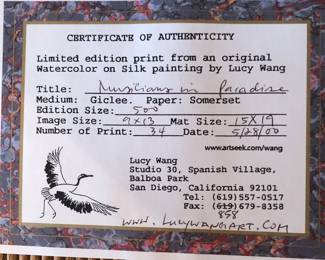 CERTIFICATE OF AUTHENTICITY
Limited edition print from an original
Watercolor on Silk painting by Lucy Wang
Title: Musicians in Paradise
Medium: Giclee. Paper: Somerset
Edition Size: 500
Image Size: 9x13 Mat Size: 15X19
Number of Print: 34 Date: 5/28/00
www.artseek.com/wang
Lucy Wang
Studio 30, Spanish Village,
Balboa Park
San Diego, California 92101
Tel: (619)557-0517
Fax: (619)679-8358
858
WWW.LUCYWANGART.COM